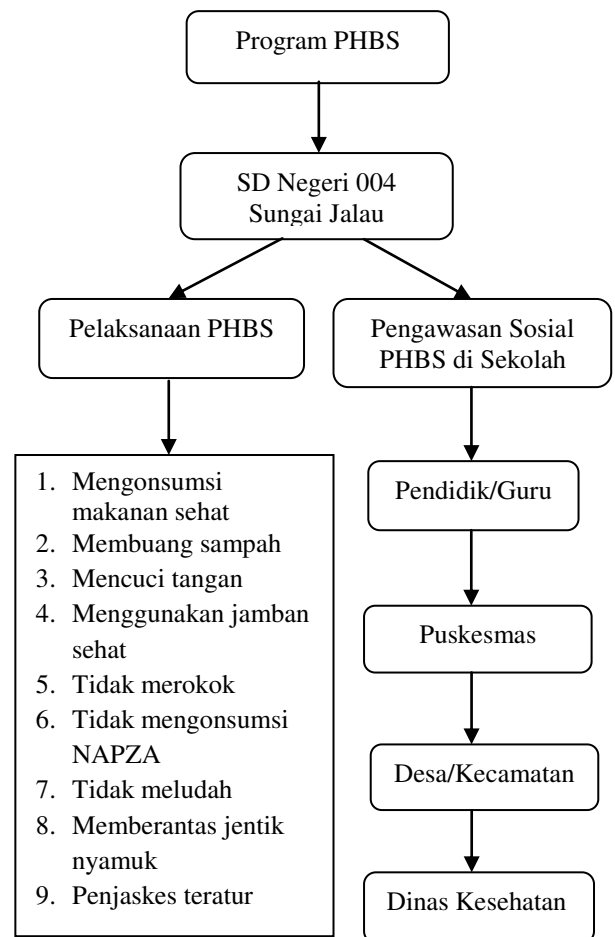 Program PHBS
SD Negeri 004
Sungai Jalau
Pelaksanaan PHBS
Pengawasan Sosial
PHBS di Sekolah
1. Mengonsumsi
makanan sehat
2. Membuang sampah
3. Mencuci tangan
4. Menggunakan jamban
sehat
5. Tidak merokok
6. Tidak mengonsumsi
NAPZA
7. Tidak meludah
8. Memberantas jentik
nyamuk
9. Penjaskes teratur
Pendidik/Guru
Puskesmas
Desa/Kecamatan
Dinas Kesehatan